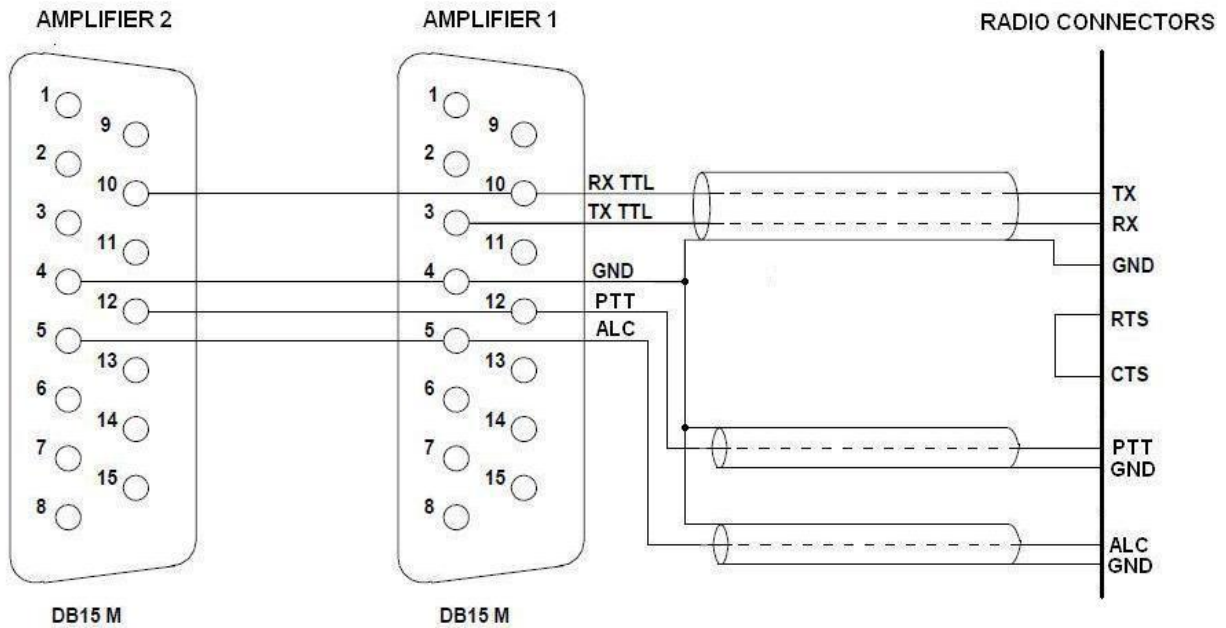 AMPLIFIER 2
AMPLIFIER 1
RADIO CONNECTORS
1
9
2
10
3
11
4
12
5
13
6
14
7
15
8
1
9
2
10
3
11
4
12
5
13
6
14
7
15
8
RX TTL
TX TTL
GND
PTT
ALC
TX
RX
GND
RTS
CTS
PTT
GND
ALC
GND
DB15 M
DB15 M